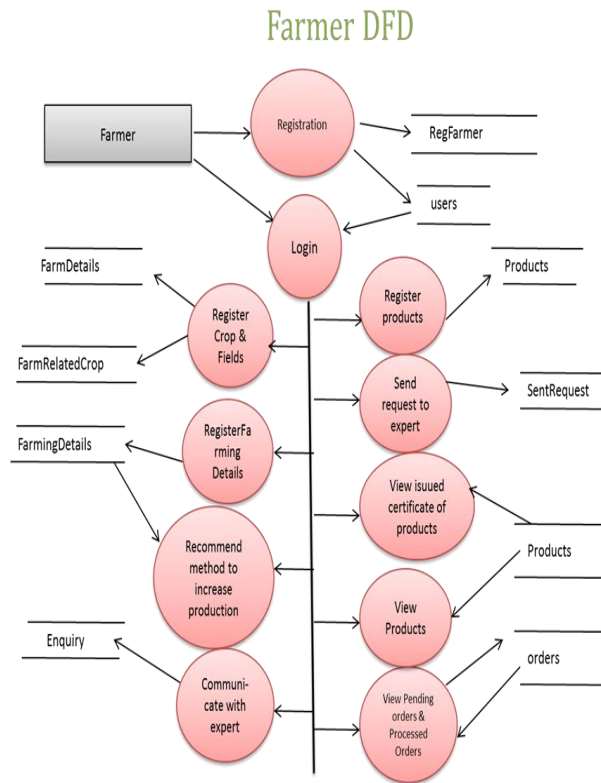 Farmer DFD
Farmer
Registration
RegFarmer
users
Login
FarmDetails
Register
Crop &
Fields
FarmRelatedCrop
FarmingDetails
RegisterFa
rming
Details
Recommend
method to
increase
production
Enquiry
Communi-
cate with
expert
Register
products
Products
Send
request to
expert
SentRequest
View isuued
certificate of
products
Products
View
Products
orders
View Pending
orders &
Processed
Orders